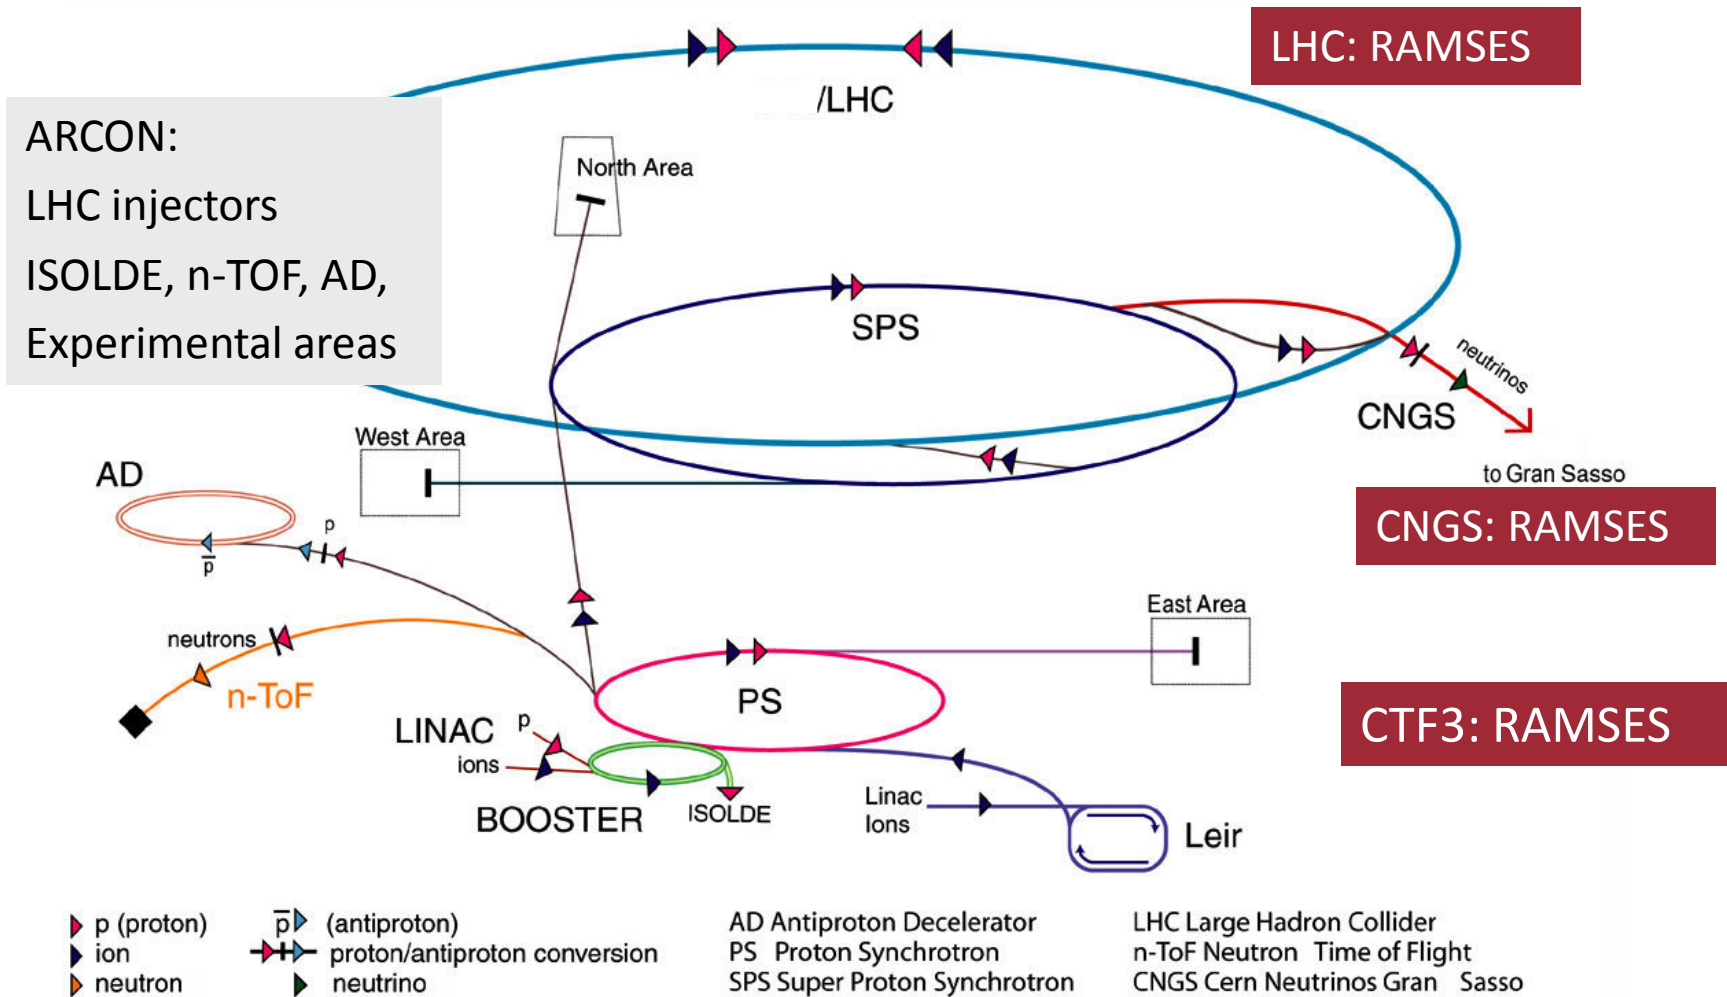 LHC: RAMSES
/LHC
ARCON:
LHC injectors
ISOLDE, n-TOF, AD,
Experimental areas
North Area
SPS
neutrinos
CNGS
to Gran Sasso
West Area
AD
p
p̅
CNGS: RAMSES
East Area
neutrons
n-ToF
PS
CTF3: RAMSES
LINAC
p
ions
BOOSTER
ISOLDE
Linac
Ions
Leir
p (proton)
ion
neutron
p̅ (antiproton)
proton/antiproton conversion
neutrino
AD Antiproton Decelerator
PS Proton Synchrotron
SPS Super Proton Synchrotron
LHC Large Hadron Collider
n-ToF Neutron Time of Flight
CNGS Cern Neutrinos Gran Sasso